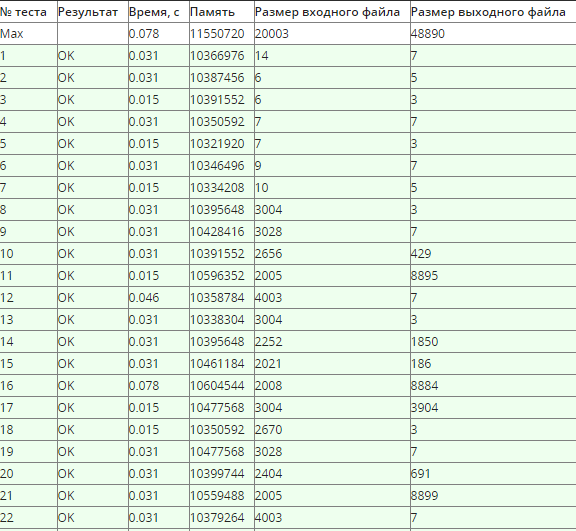 № теста Результат Время, с Память Размер входного файла Размер выходного файла
Max 0.078 11550720 20003 48890
1 OK 0.031 10366976 14 7
2 OK 0.031 10387456 6 5
3 OK 0.015 10391552 6 3
4 OK 0.031 10350592 7 7
5 OK 0.015 10321920 7 3
6 OK 0.031 10346496 9 7
7 OK 0.015 10334208 10 5
8 OK 0.031 10395648 3004 3
9 OK 0.031 10428416 3028 7
10 OK 0.031 10391552 2656 429
11 OK 0.015 10596352 2005 8895
12 OK 0.046 10358784 4003 7
13 OK 0.031 10338304 3004 3
14 OK 0.031 10395648 2252 1850
15 OK 0.031 10461184 2021 186
16 OK 0.078 10604544 2008 8884
17 OK 0.015 10477568 3004 3904
18 OK 0.015 10350592 2670 3
19 OK 0.031 10477568 3028 7
20 OK 0.031 10399744 2404 691
21 OK 0.031 10559488 2005 8899
22 OK 0.031 10379264 4003 7